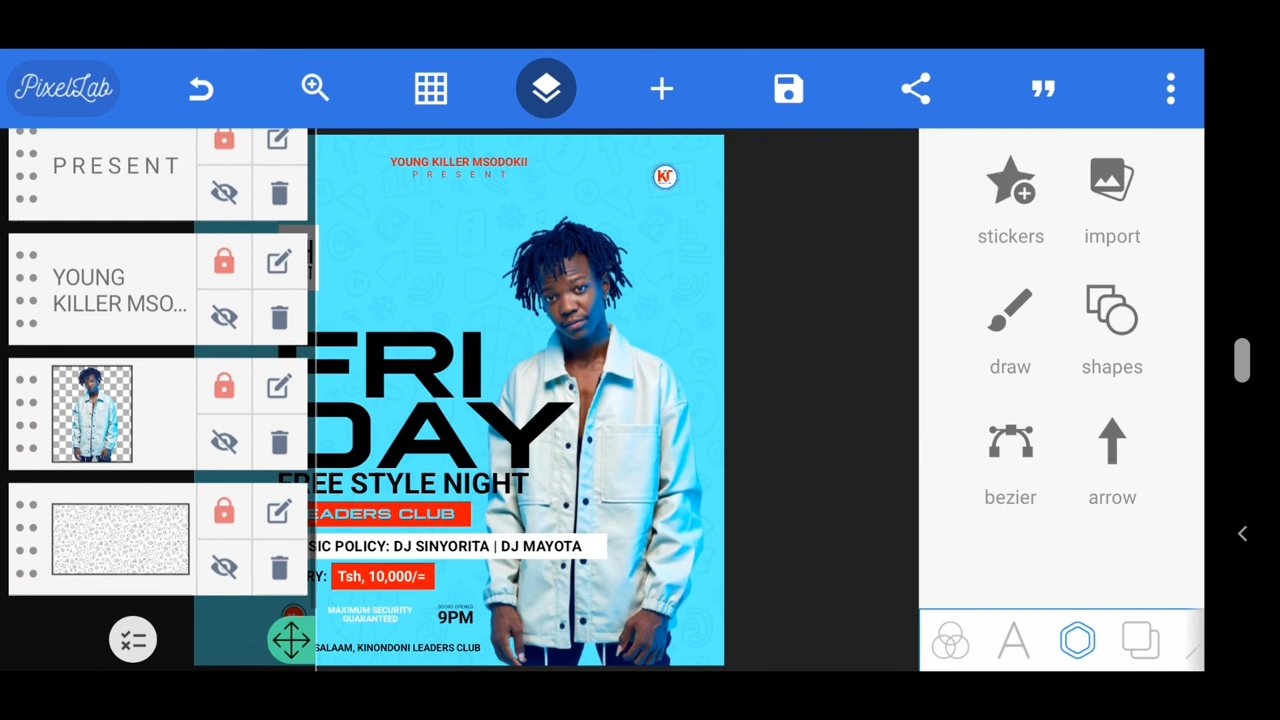 PixelLab
PRESENT
YOUNG
KILLER MSO...
YOUNG KILLER MSODOKII
PRESENT
FRI
DAY
FREE STYLE NIGHT
EADERS CLUB
SIC POLICY: DJ SINYORITA | DJ MAYOTA
RY: Tsh, 10,000/=
MAXIMUM SECURITY
GUARANTEED
DOORS OPENED
9PM
SALAAM, KINONDONI LEADERS CLUB
stickers
import
draw
shapes
bezier
arrow